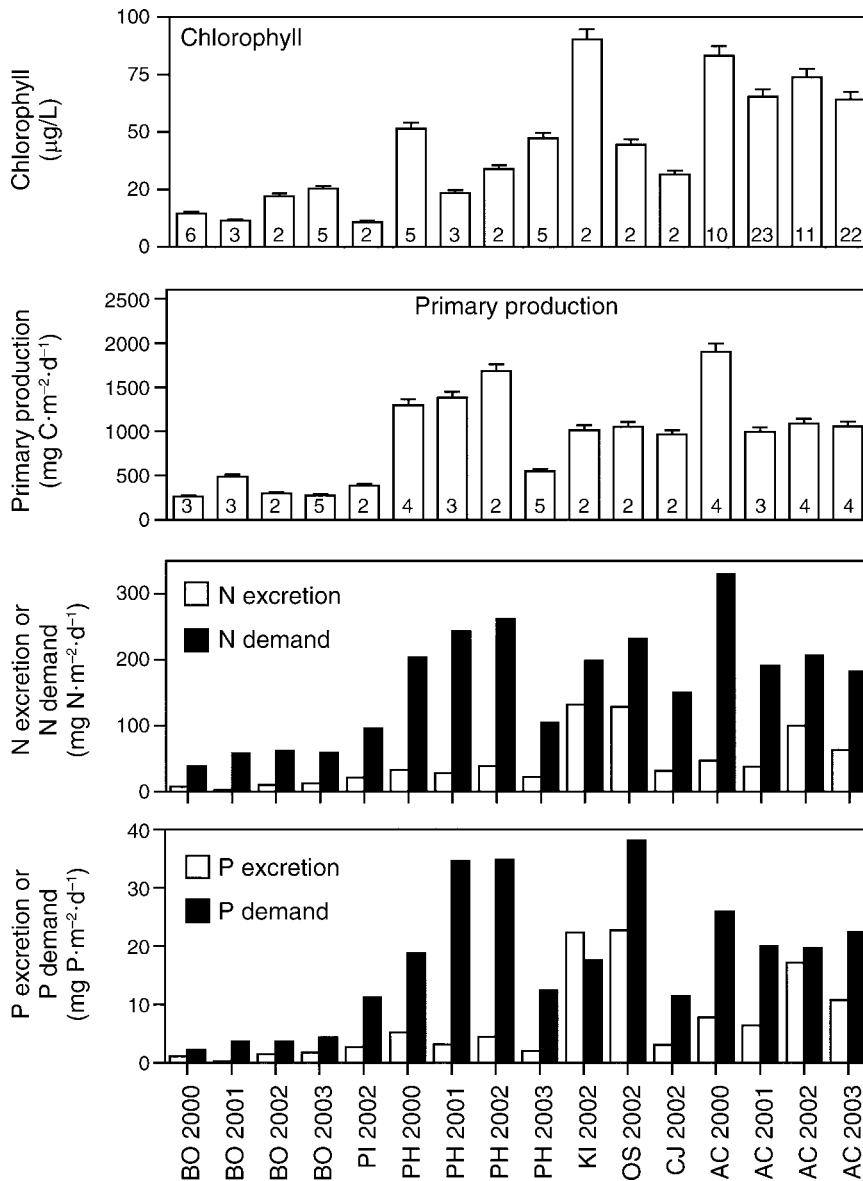 Chlorophyll
(µg/L)
100
75
50
20
0
Chlorophyll
6 3 2 5 2 5 3 2 5 2 2 2 10 23 11 22
Primary production
(mg C·m⁻²·d⁻¹)
2500
2000
1500
1000
500
0
Primary production
3 3 2 5 2 4 3 2 5 2 2 2 4 3 4 4
N excretion or
N demand
(mg N·m⁻²·d⁻¹)
300
200
100
0
N excretion
N demand
P excretion or
P demand
(mg P·m⁻²·d⁻¹)
40
30
20
10
0
P excretion
P demand
BO 2000
BO 2001
BO 2002
BO 2003
PI 2002
PH 2000
PH 2001
PH 2002
PH 2003
KI 2002
OS 2002
CJ 2002
AC 2000
AC 2001
AC 2002
AC 2003